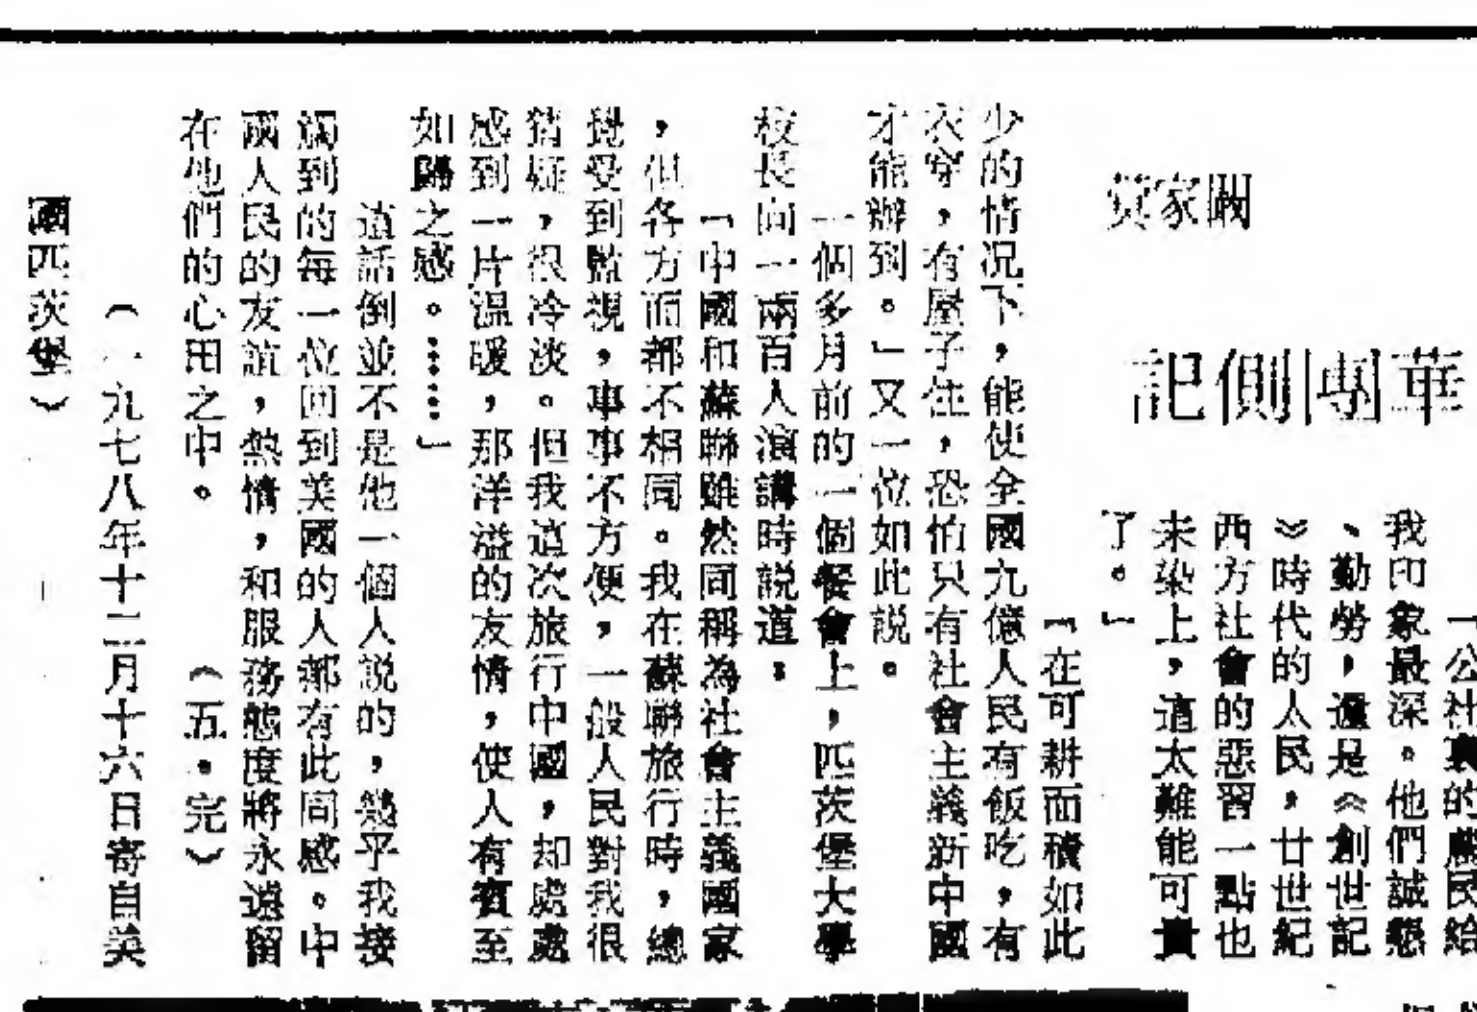 華團側記
闞家蓂
「公社裏的農民給
我印象最深。他們誠懇
、勤勞,還是《創世記
》時代的人民,廿世紀
西方社會的惡習一點也
未染上,這太難能可貴
了。」
「在可耕面積如此
少的情况下,能使全國九億人民有飯吃,有
衣穿,有屋子住,恐怕只有社會主義新中國
才能辦到。」又一位如此説。
一個多月前的一個餐會上,匹茨堡大學
校長向一兩百人演講時説道:
「中國和蘇聯雖然同稱為社會主義國家
,但各方面都不相同。我在蘇聯旅行時,總
覺受到監視,事事不方便,一般人民對我很
猜疑,很冷淡。但我這次旅行中國,却處處
感到一片溫暖,那洋溢的友情,使人有賓至
如歸之感。……」
這話倒並不是他一個人説的,幾乎我接
觸到的每一位回到美國的人都有此同感。中
國人民的友誼,熱情,和服務態度將永遠留
在他們的心田之中。 (五・完)
(一九七八年十二月十六日寄自美
國匹茨堡)